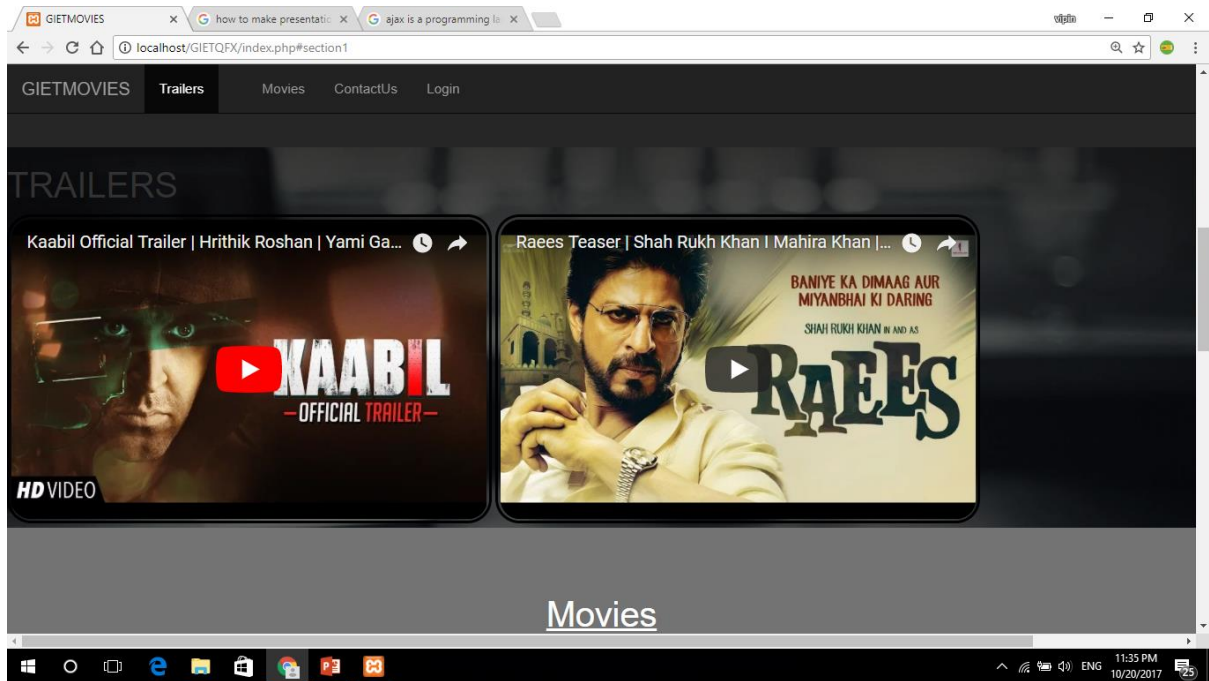 GIETMOVIES
how to make presentatic
ajax is a programming la
vipin
localhost/GIETQFX/index.php#section1
GIETMOVIES Trailers Movies ContactUs Login
TRAILERS
Kaabil Official Trailer | Hrithik Roshan | Yami Ga...
KAABIL
OFFICIAL TRAILER
HD VIDEO
Raees Teaser | Shah Rukh Khan I Mahira Khan |...
BANIYE KA DIMAAG AUR
MIYANBHAI KI DARING
SHAH RUKH KHAN IN AND AS
RAEES
Movies
ENG
11:35 PM
10/20/2017
25